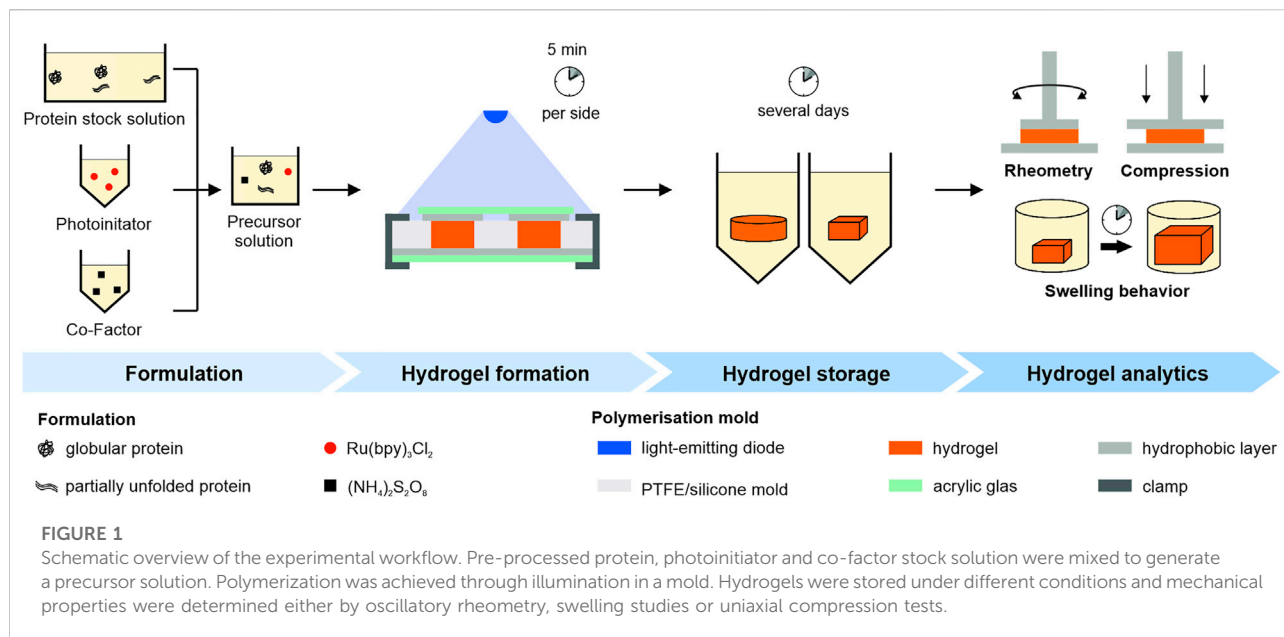 Protein stock solution
Photoinitator
Co-Factor
Precursor
solution
5 min
per side
several days
Rheometry
Compression
Swelling behavior
Formulation
Hydrogel formation
Hydrogel storage
Hydrogel analytics
Formulation
globular protein
Ru(bpy)₃Cl₂
partially unfolded protein
(NH₄)₂S₂O₈
Polymerisation mold
light-emitting diode
hydrogel
hydrophobic layer
PTFE/silicone mold
acrylic glas
clamp
FIGURE 1
Schematic overview of the experimental workflow. Pre-processed protein, photoinitiator and co-factor stock solution were mixed to generate
a precursor solution. Polymerization was achieved through illumination in a mold. Hydrogels were stored under different conditions and mechanical
properties were determined either by oscillatory rheometry, swelling studies or uniaxial compression tests.